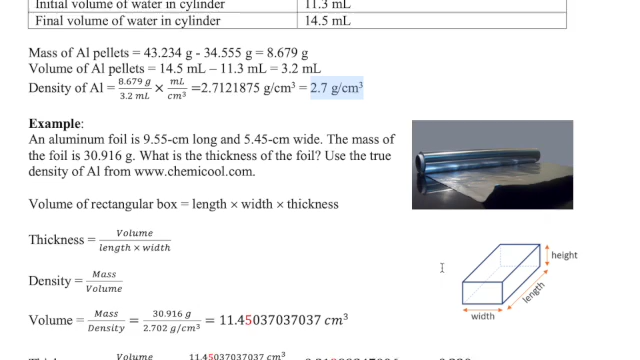 Initial volume of water in cylinder 11.3 mL
Final volume of water in cylinder 14.5 mL
Mass of Al pellets = 43.234 g - 34.555 g = 8.679 g
Volume of Al pellets = 14.5 mL – 11.3 mL = 3.2 mL
Density of Al = 8.679 g / 3.2 mL × mL / cm³ =2.7121875 g/cm³ = 2.7 g/cm³
Example:
An aluminum foil is 9.55-cm long and 5.45-cm wide. The mass of
the foil is 30.916 g. What is the thickness of the foil? Use the true
density of Al from www.chemicool.com.
Volume of rectangular box = length × width × thickness
Thickness = Volume / length × width
Density = Mass / Volume
Volume = Mass / Density = 30.916 g / 2.702 g/cm³ = 11.45037037037 cm³
Volume 11.45037037037 cm³
height
length
width